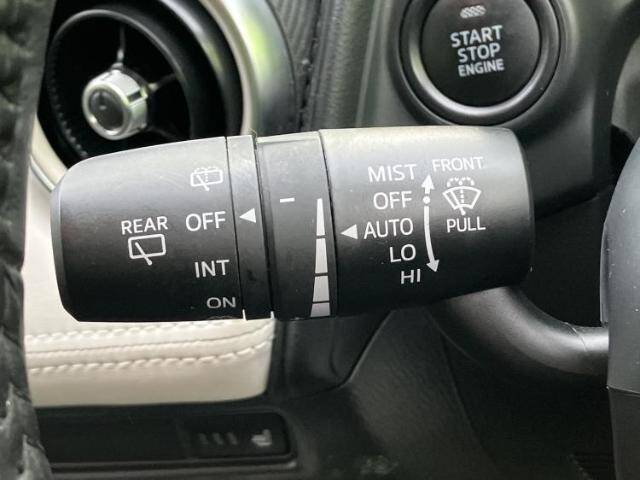 START
STOP
ENGINE
REAR
OFF
INT
ON
MIST
OFF
AUTO
LO
HI
FRONT
PULL